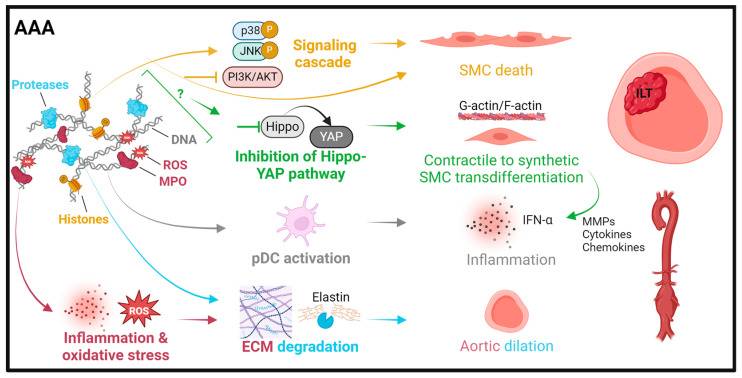 AAA
p38
P
JNK
P
PI3K/AKT
Signaling
cascade
SMC death
Proteases
?
DNA
ROS
MPO
Histones
Hippo
YAP
Inhibition of Hippo-
YAP pathway
G-actin/F-actin
Contractile to synthetic
SMC transdifferentiation
ILT
pDC activation
IFN-α
Inflammation
MMPs
Cytokines
Chemokines
ROS
Inflammation &
oxidative stress
Elastin
ECM degradation
Aortic dilation